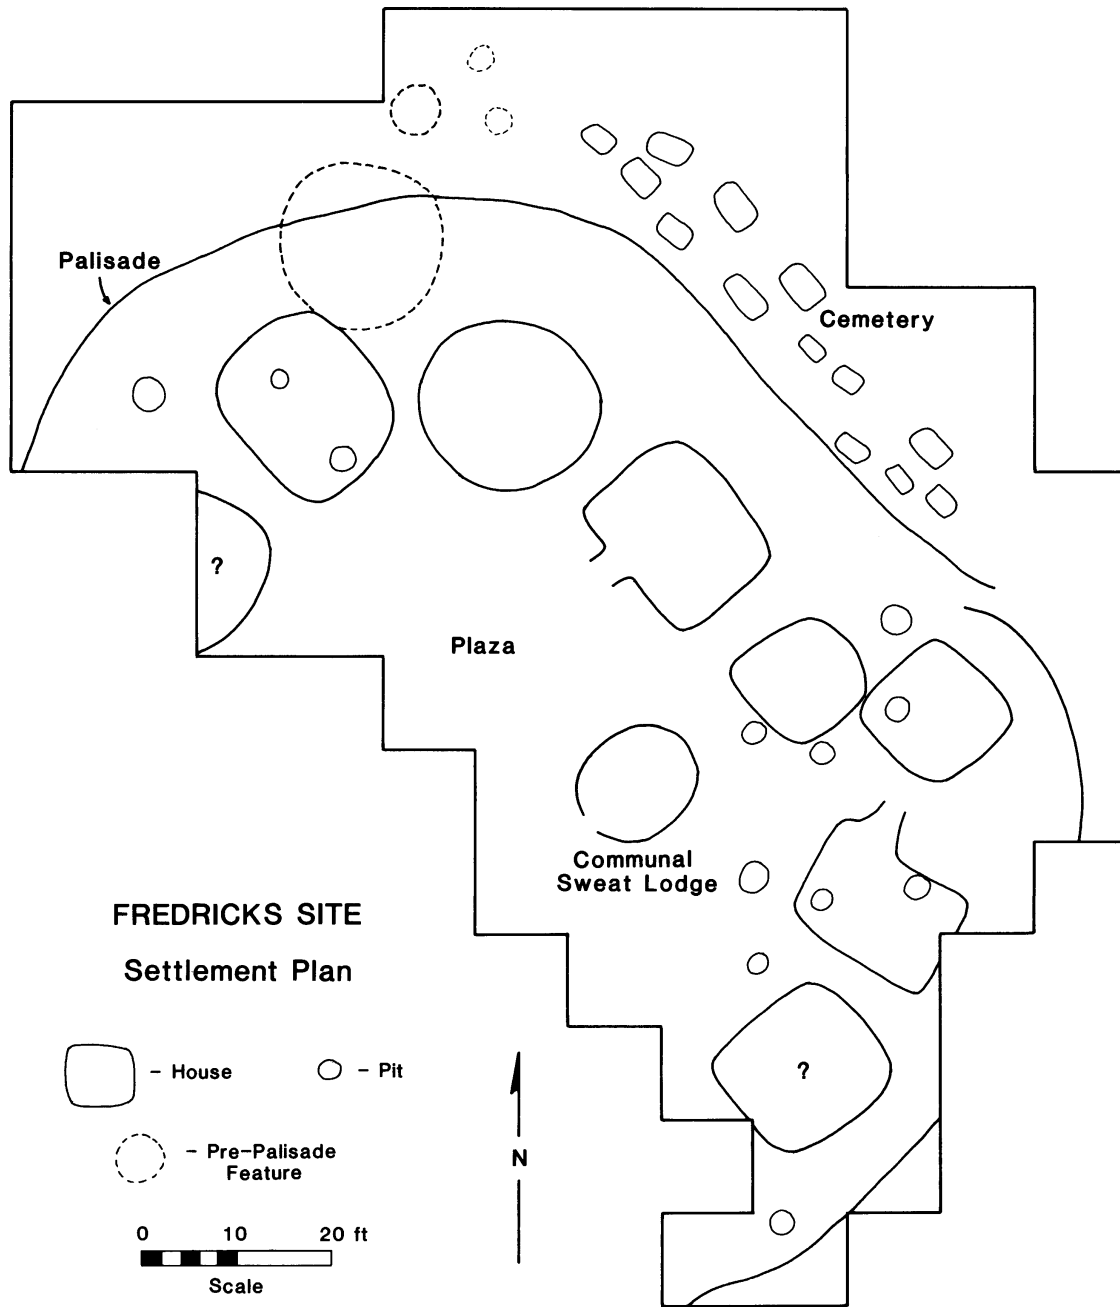 Palisade
Cemetery
?
Plaza
Communal
Sweat Lodge
FREDRICKS SITE
Settlement Plan
?
- House
- Pit
- Pre-Palisade
Feature
N
0 10 20 ft
Scale